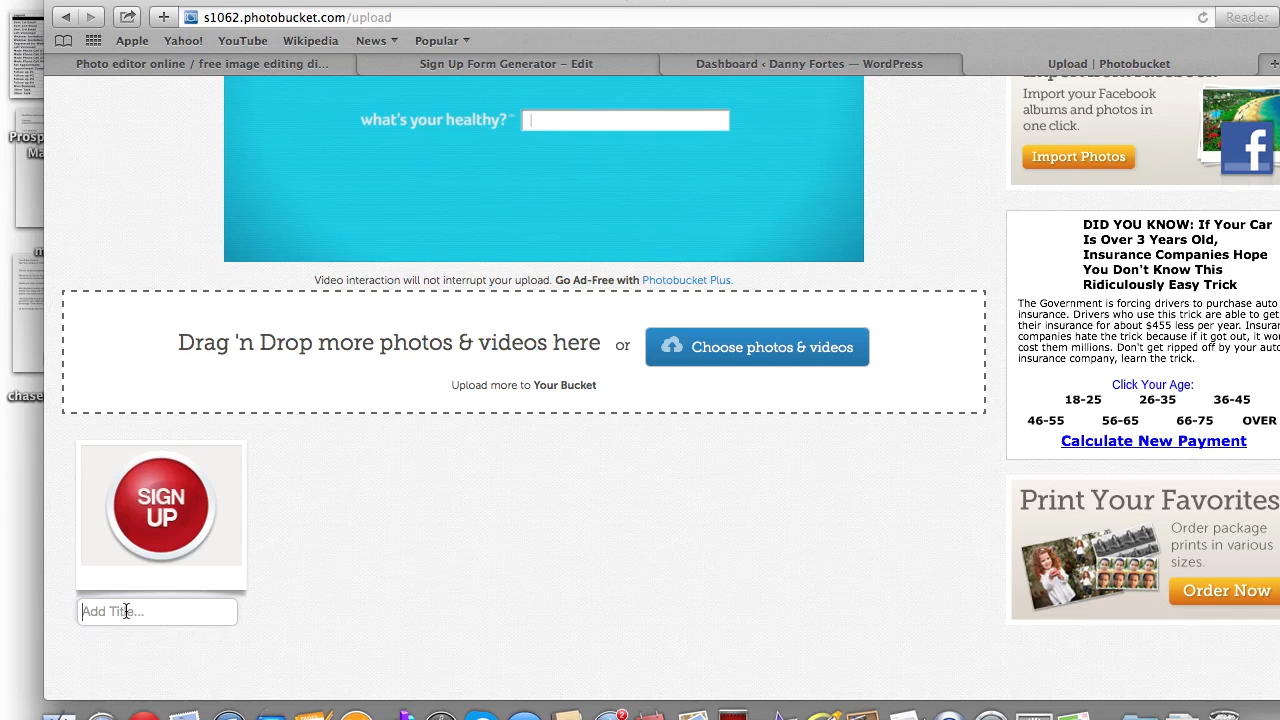 s1062.photobucket.com/upload
Reader
Apple
Yahoo!
YouTube
Wikipedia
News
Popular
Photo editor online - free image editing di...
Sign Up Form Generator – Edit
Dashboard ‹ Danny Fortes — WordPress
Upload | Photobucket
what's your healthy?
Video interaction will not interrupt your upload. Go Ad-Free with Photobucket Plus.
Drag 'n Drop more photos & videos here or
Choose photos & videos
Upload more to Your Bucket
SIGN
UP
Add Title...
Import your Facebook
albums and photos in
one click.
Import Photos
f
DID YOU KNOW: If Your Car
Is Over 3 Years Old,
Insurance Companies Hope
You Don't Know This
Ridiculously Easy Trick
The Government is forcing drivers to purchase auto
insurance. Drivers who use this trick are able to get
their insurance for about $455 less per year. Insuran
companies hate the trick because if it got out, it wou
cost them millions. Don't get ripped off by your auto
insurance company, learn the trick.
Click Your Age:
18-25 26-35 36-45
46-55 56-65 66-75 OVER
Calculate New Payment
Print Your Favorites
Order package
prints in various
sizes.
Order Now
Prosp
Ma
m
chase
2